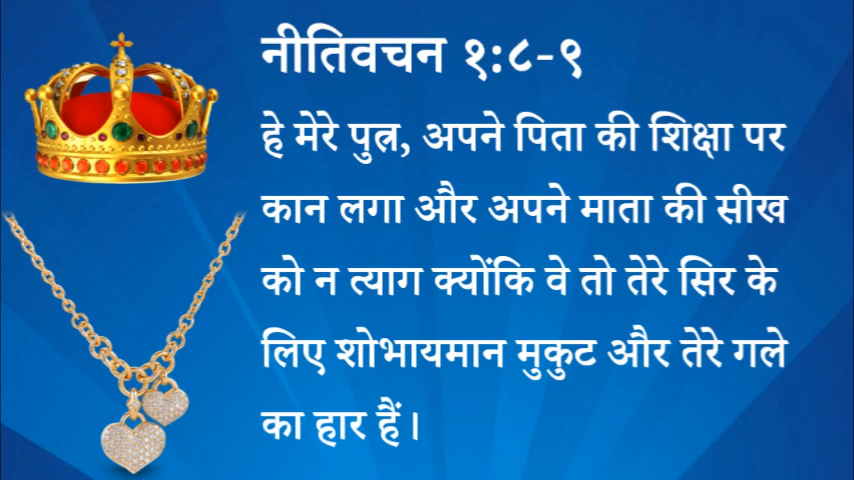 नीतिवचन १:८-९
हे मेरे पुत्र, अपने पिता की शिक्षा पर
कान लगा और अपने माता की सीख
को न त्याग क्योंकि वे तो तेरे सिर के
लिए शोभायमान मुकुट और तेरे गले
का हार हैं।